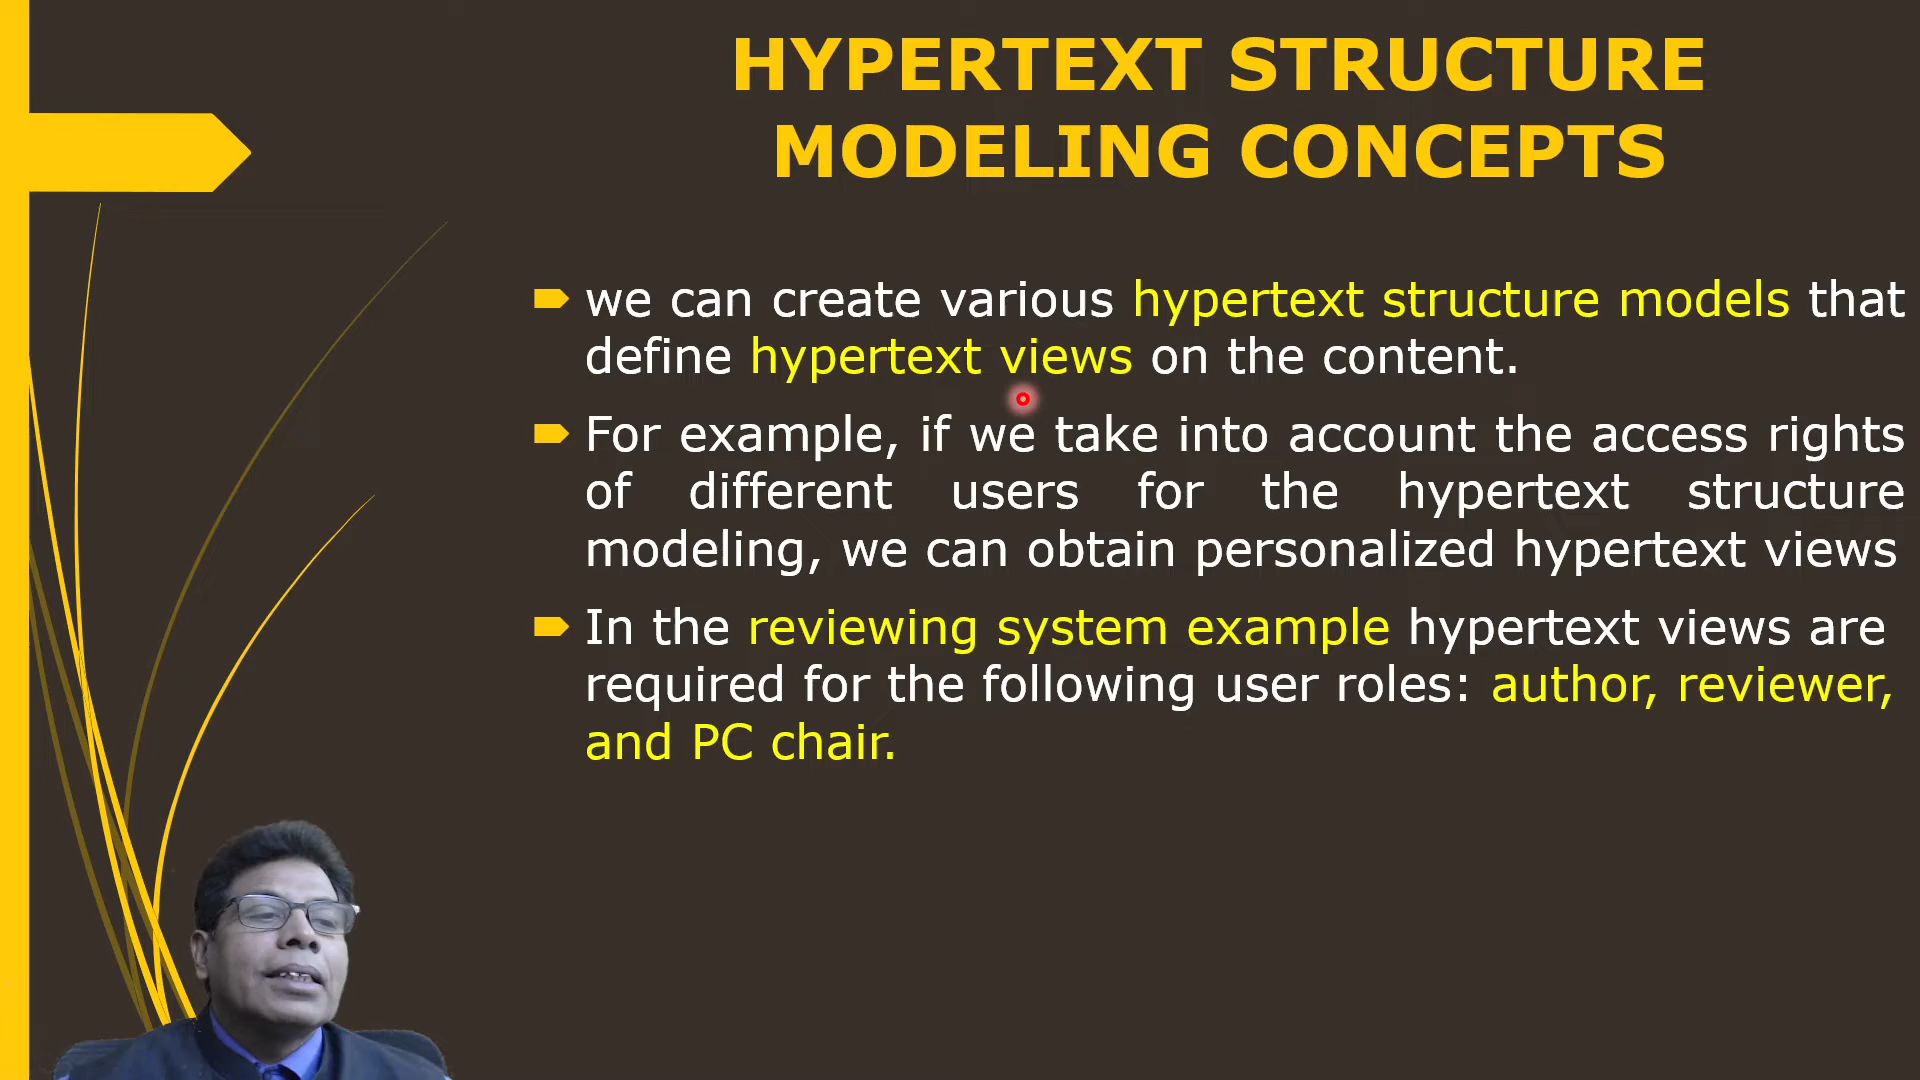 HYPERTEXT STRUCTURE
MODELING CONCEPTS
we can create various hypertext structure models that
define hypertext views on the content.
For example, if we take into account the access rights
of different users for the hypertext structure
modeling, we can obtain personalized hypertext views
In the reviewing system example hypertext views are
required for the following user roles: author, reviewer,
and PC chair.